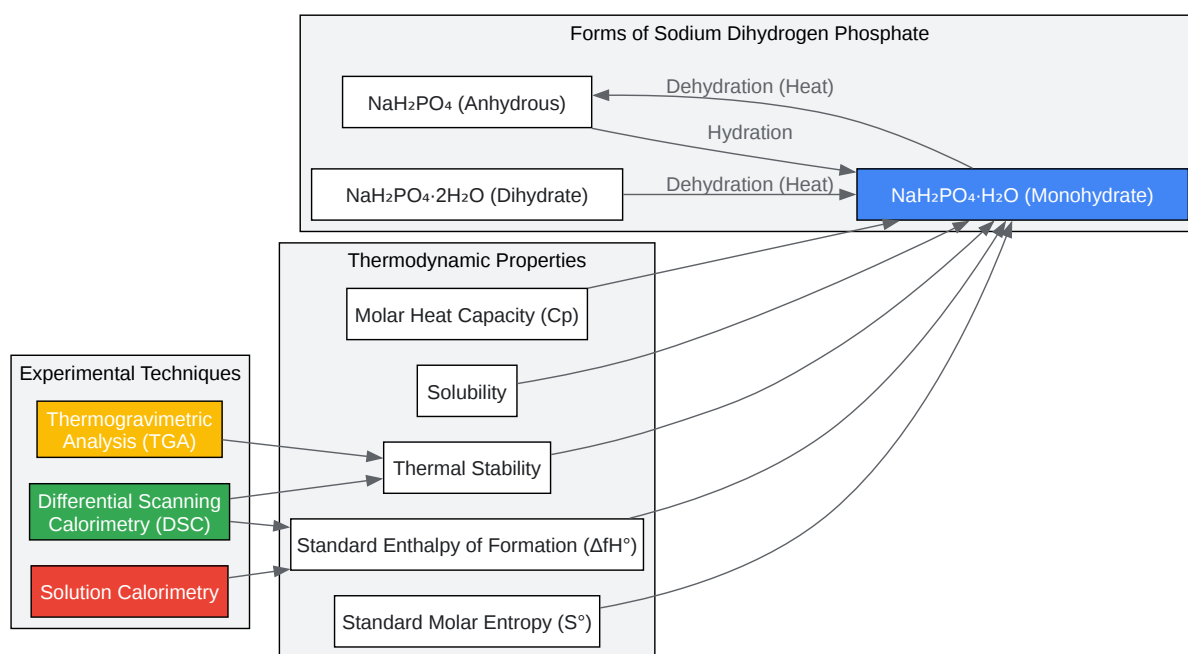 Forms of Sodium Dihydrogen Phosphate
NaH₂PO₄ (Anhydrous)
Dehydration (Heat)
Hydration
NaH₂PO₄·2H₂O (Dihydrate)
Dehydration (Heat)
NaH₂PO₄·H₂O (Monohydrate)
Thermodynamic Properties
Molar Heat Capacity (Cp)
Solubility
Thermal Stability
Standard Enthalpy of Formation (ΔfH°)
Standard Molar Entropy (S°)
Experimental Techniques
Thermogravimetric
Analysis (TGA)
Differential Scanning
Calorimetry (DSC)
Solution Calorimetry